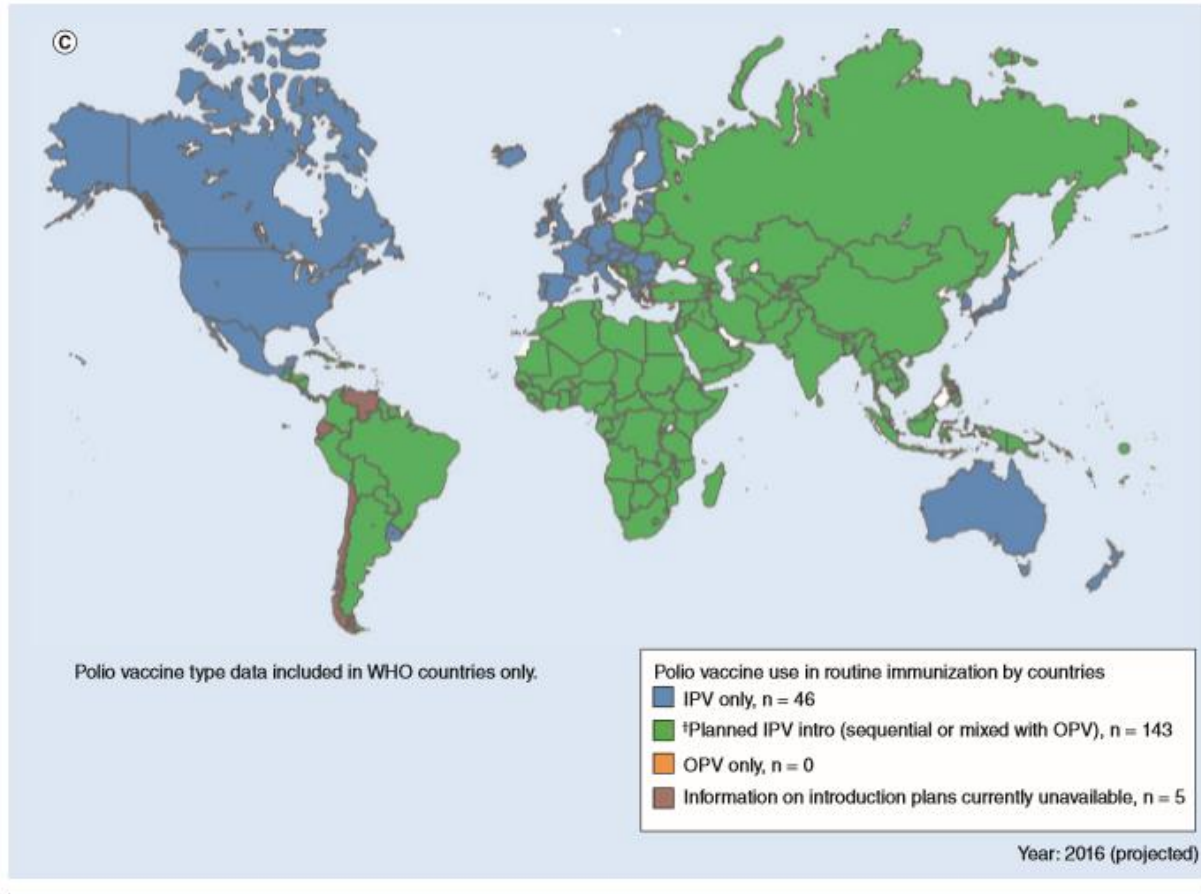 C
Polio vaccine type data included in WHO countries only.
Polio vaccine use in routine immunization by countries
IPV only, n = 46
‡Planned IPV intro (sequential or mixed with OPV), n = 143
OPV only, n = 0
Information on introduction plans currently unavailable, n = 5
Year: 2016 (projected)